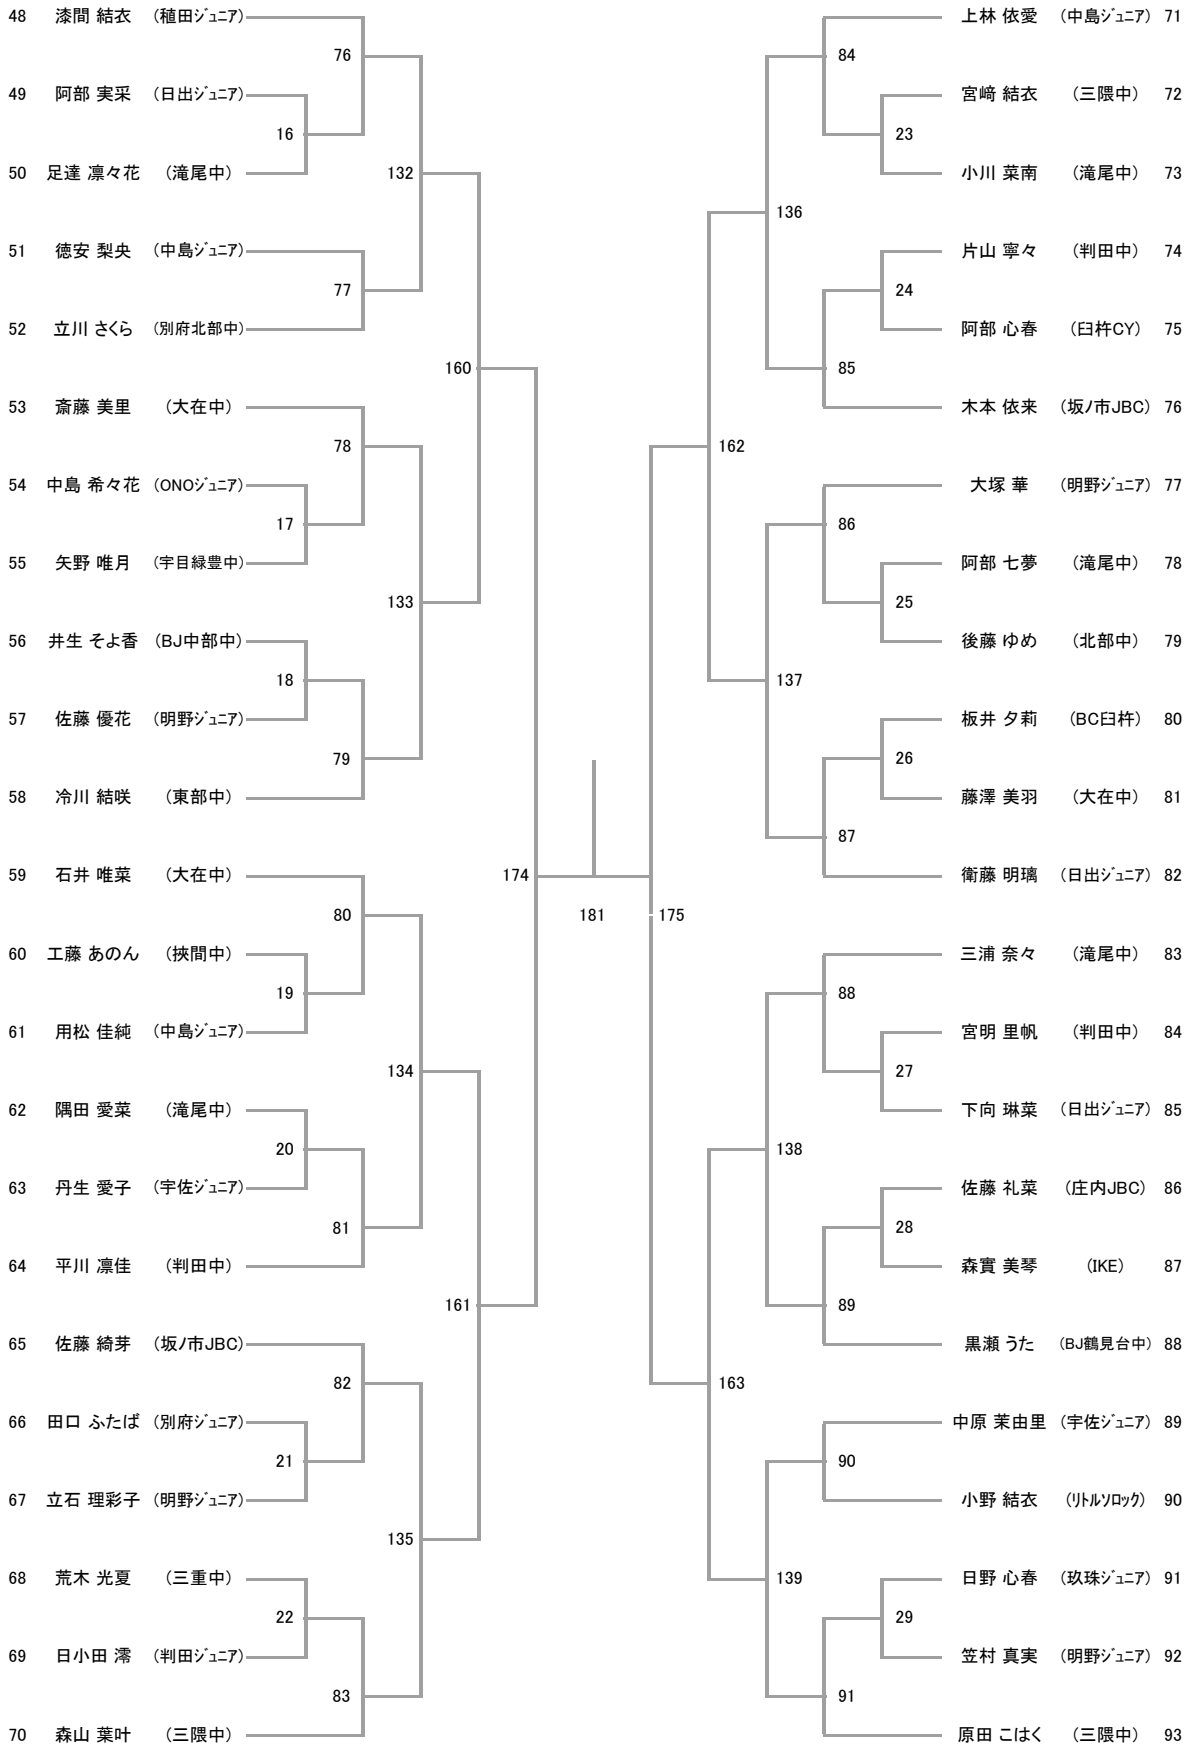 48 漆間 結衣 (稙田ジュニア)
76
49 阿部 実采 (日出ジュニア)
16
50 足達 凛々花 (滝尾中)
132
51 徳安 梨央 (中島ジュニア)
77
52 立川 さくら (別府北部中)
160
53 斎藤 美里 (大在中)
78
54 中島 希々花 (ONOジュニア)
17
55 矢野 唯月 (宇目緑豊中)
133
56 井生 そよ香 (BJ中部中)
18
57 佐藤 優花 (明野ジュニア)
79
58 冷川 結咲 (東部中)
59 石井 唯菜 (大在中)
174
80
60 工藤 あのん (挾間中)
19
61 用松 佳純 (中島ジュニア)
134
62 隅田 愛菜 (滝尾中)
20
63 丹生 愛子 (宇佐ジュニア)
81
64 平川 凛佳 (判田中)
161
65 佐藤 綺芽 (坂ノ市JBC)
82
66 田口 ふたば (別府ジュニア)
21
67 立石 理彩子 (明野ジュニア)
135
68 荒木 光夏 (三重中)
22
69 日小田 澪 (判田ジュニア)
83
70 森山 葉叶 (三隈中)
181
上林 依愛 (中島ジュニア) 71
84
宮﨑 結衣 (三隈中) 72
23
小川 菜南 (滝尾中) 73
136
片山 寧々 (判田中) 74
24
阿部 心春 (臼杵CY) 75
85
木本 依来 (坂ノ市JBC) 76
162
大塚 華 (明野ジュニア) 77
86
阿部 七夢 (滝尾中) 78
25
後藤 ゆめ (北部中) 79
137
板井 夕莉 (BC臼杵) 80
26
藤澤 美羽 (大在中) 81
87
衛藤 明璃 (日出ジュニア) 82
175
三浦 奈々 (滝尾中) 83
88
宮明 里帆 (判田中) 84
27
下向 琳菜 (日出ジュニア) 85
138
佐藤 礼菜 (庄内JBC) 86
28
森實 美琴 (IKE) 87
89
黒瀬 うた (BJ鶴見台中) 88
163
中原 茉由里 (宇佐ジュニア) 89
90
小野 結衣 (リトルソロック) 90
139
日野 心春 (玖珠ジュニア) 91
29
笠村 真実 (明野ジュニア) 92
91
原田 こはく (三隈中) 93